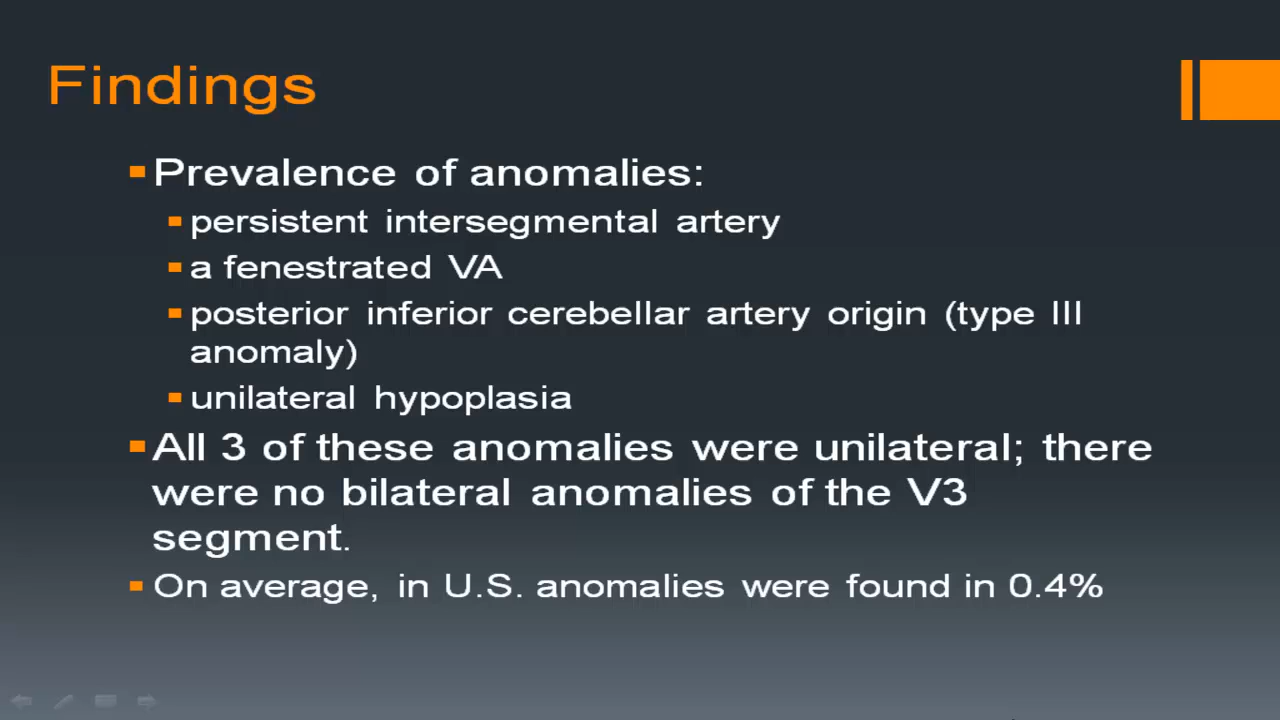 Findings
Prevalence of anomalies:
persistent intersegmental artery
a fenestrated VA
posterior inferior cerebellar artery origin (type III
anomaly)
unilateral hypoplasia
All 3 of these anomalies were unilateral; there
were no bilateral anomalies of the V3
segment.
On average, in U.S. anomalies were found in 0.4%